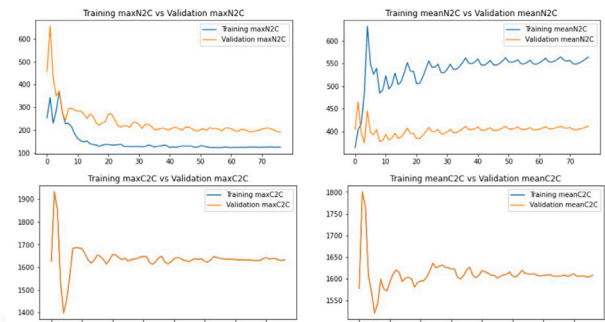 Training maxN2C vs Validation maxN2C
Training maxN2C
Validation maxN2C
600
500
400
300
200
100
0 10 20 30 40 50 60 70
Training meanN2C vs Validation meanN2C
Training meanN2C
Validation meanN2C
600
550
500
450
400
0 10 20 30 40 50 60 70
Training maxC2C vs Validation maxC2C
Training maxC2C
Validation maxC2C
1900
1800
1700
1600
1500
1400
Training meanC2C vs Validation meanC2C
Training meanC2C
Validation meanC2C
1800
1750
1700
1650
1600
1550